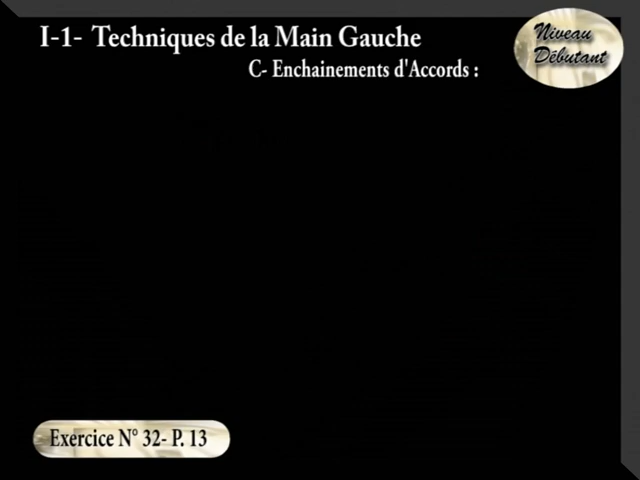 I-1- Techniques de la Main Gauche
C- Enchainements d'Accords :
Niveau
Débutant
Exercice N° 32- P. 13